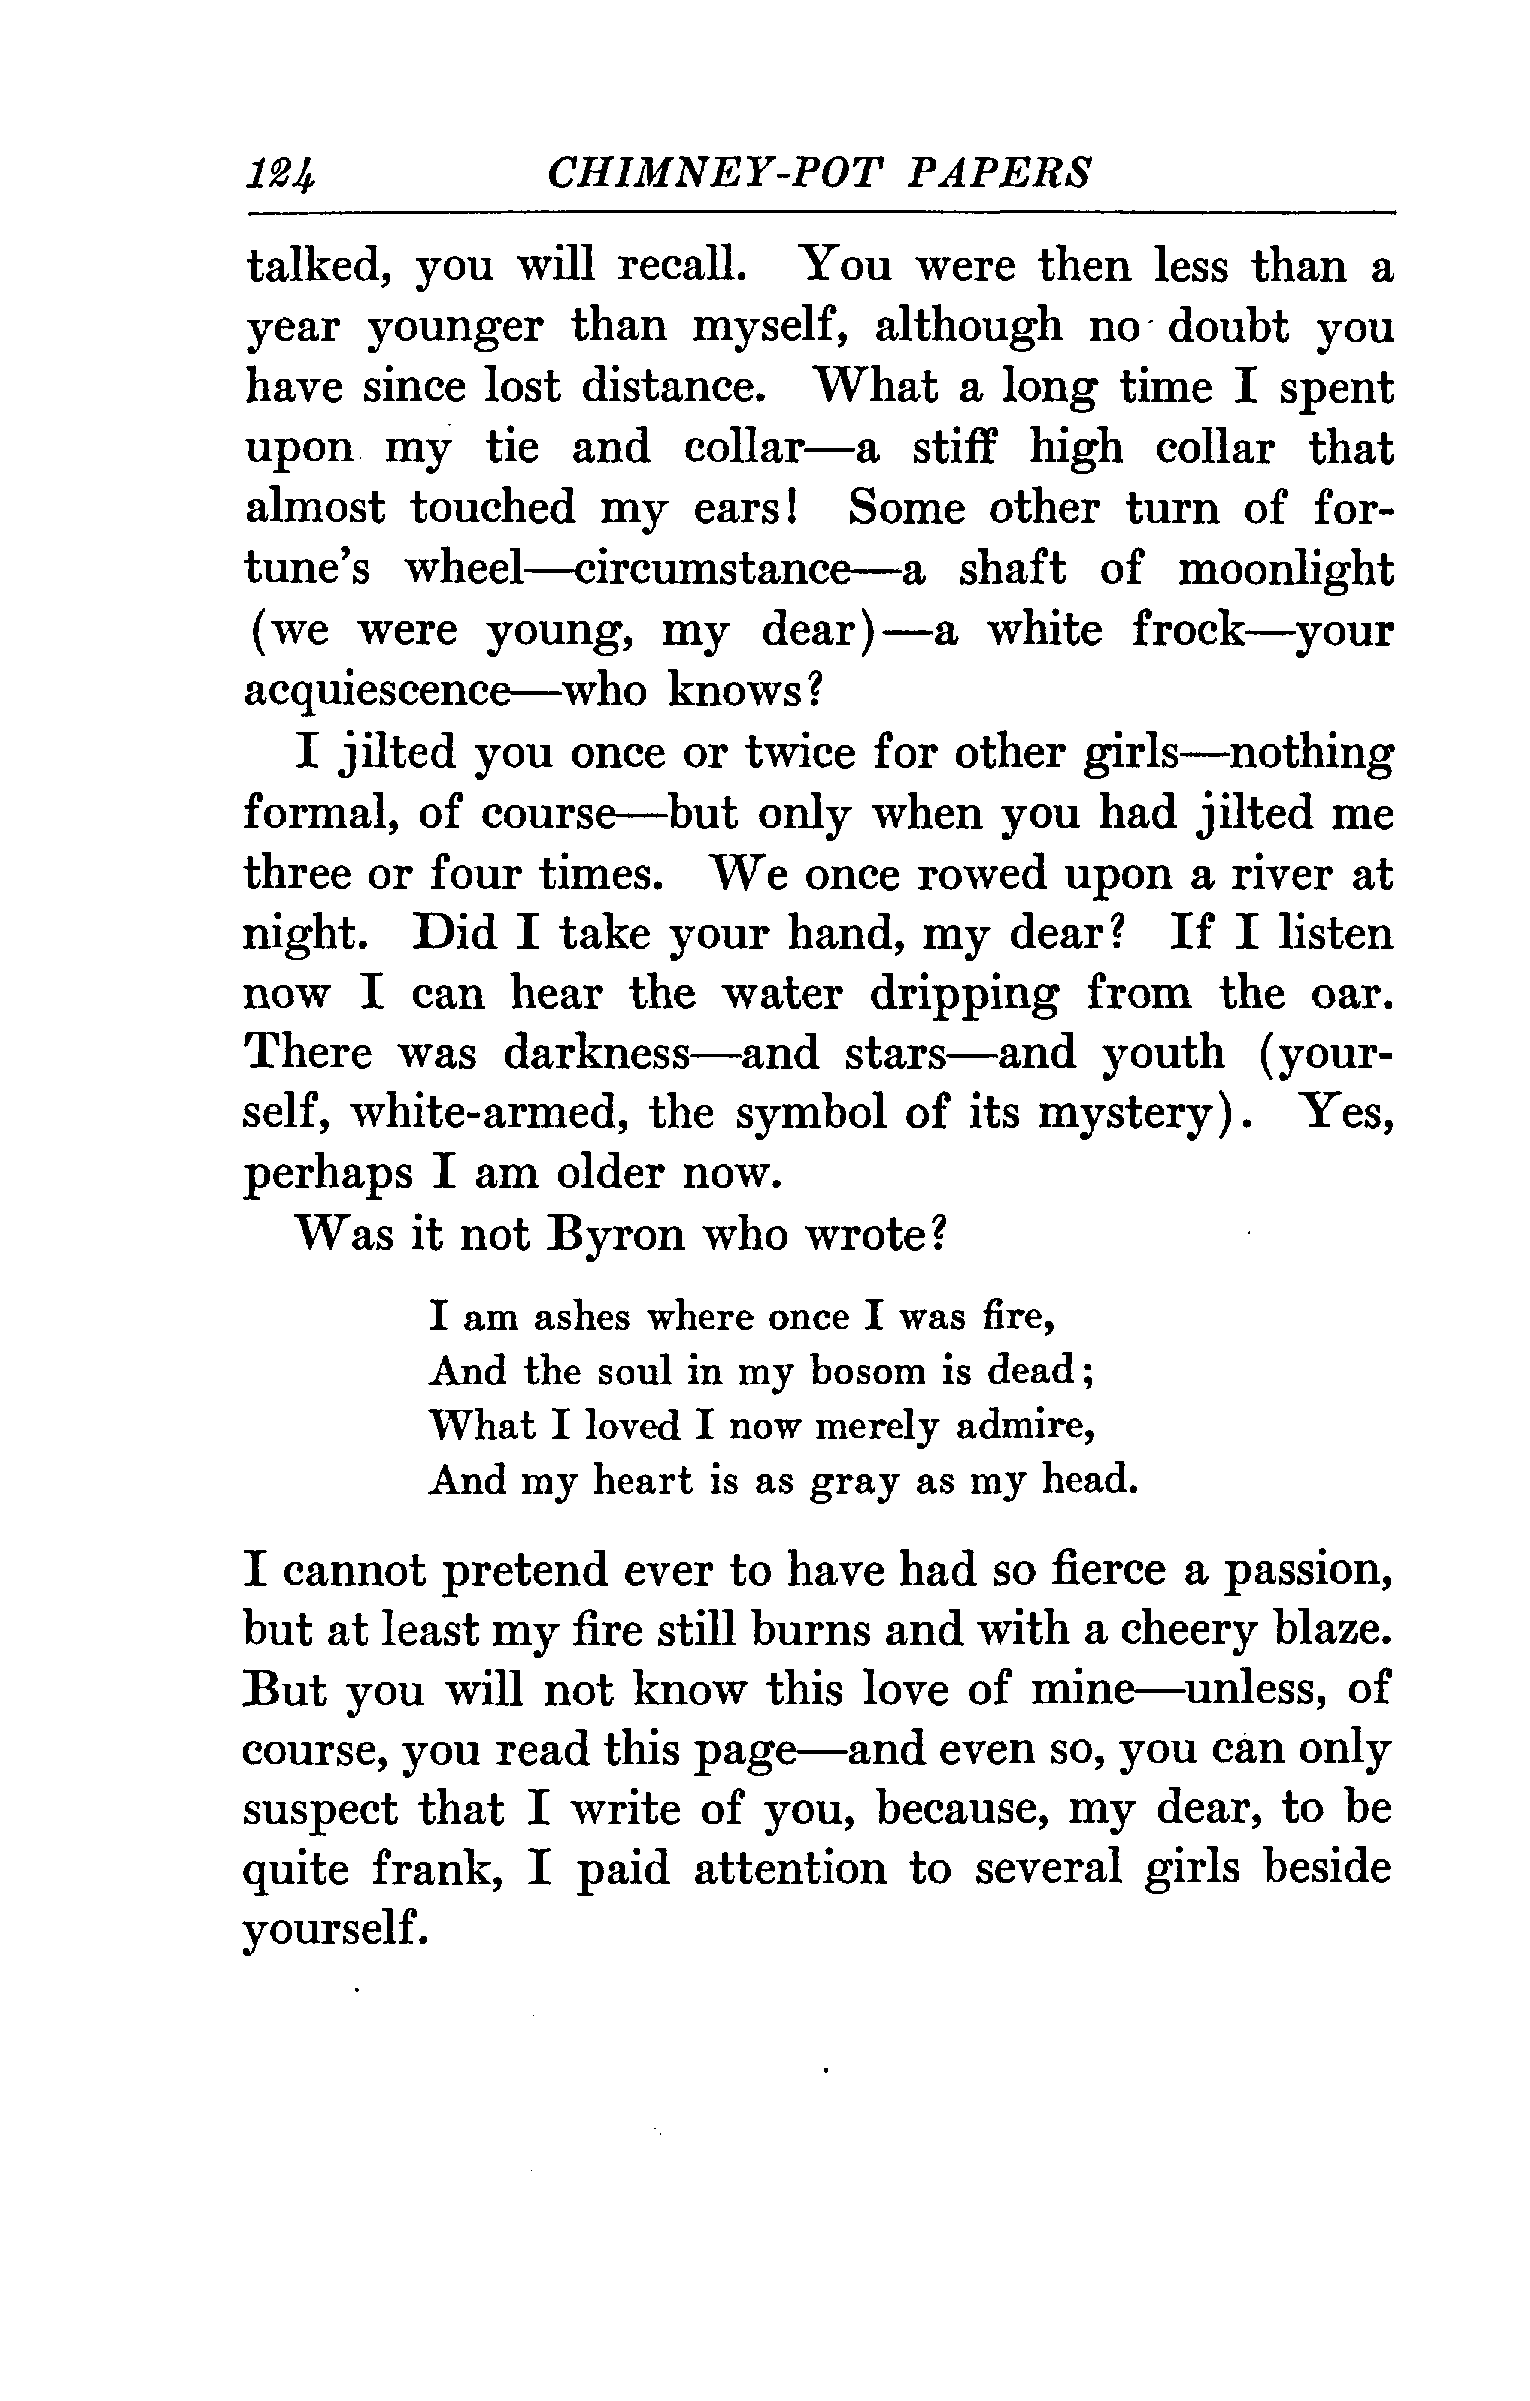 124 CHIMNEY-POT PAPERS
talked, you will recall. You were then less than a
year younger than myself, although no doubt you
have since lost distance. What a long time I spent
upon my tie and collar—a stiff high collar that
almost touched my ears! Some other turn of for-
tune's wheel—circumstance—a shaft of moonlight
(we were young, my dear)—a white frock—your
acquiescence—who knows?
I jilted you once or twice for other girls—nothing
formal, of course—but only when you had jilted me
three or four times. We once rowed upon a river at
night. Did I take your hand, my dear? If I listen
now I can hear the water dripping from the oar.
There was darkness—and stars—and youth (your-
self, white-armed, the symbol of its mystery). Yes,
perhaps I am older now.
Was it not Byron who wrote?
I am ashes where once I was fire,
And the soul in my bosom is dead;
What I loved I now merely admire,
And my heart is as gray as my head.
I cannot pretend ever to have had so fierce a passion,
but at least my fire still burns and with a cheery blaze.
But you will not know this love of mine—unless, of
course, you read this page—and even so, you can only
suspect that I write of you, because, my dear, to be
quite frank, I paid attention to several girls beside
yourself.